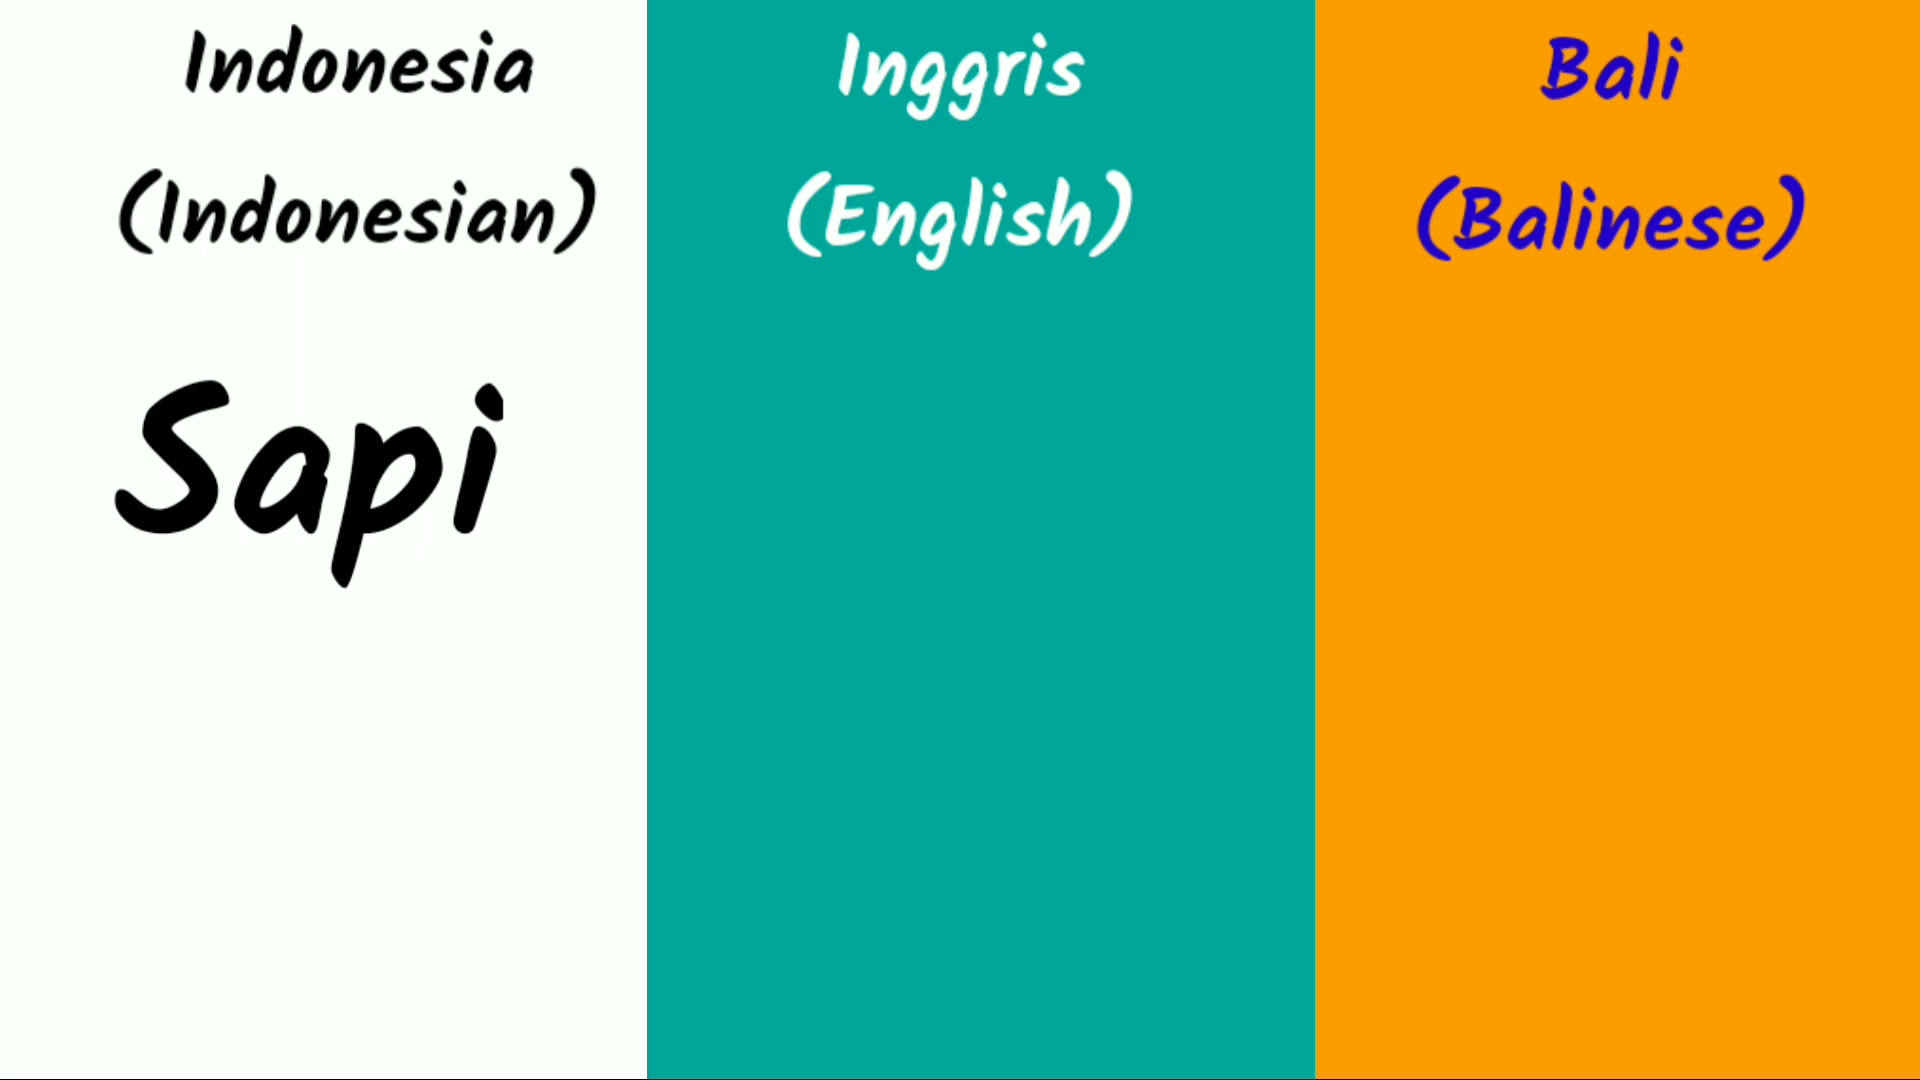 Indonesia
(Indonesian)
Sapi
Inggris
(English)
Bali
(Balinese)